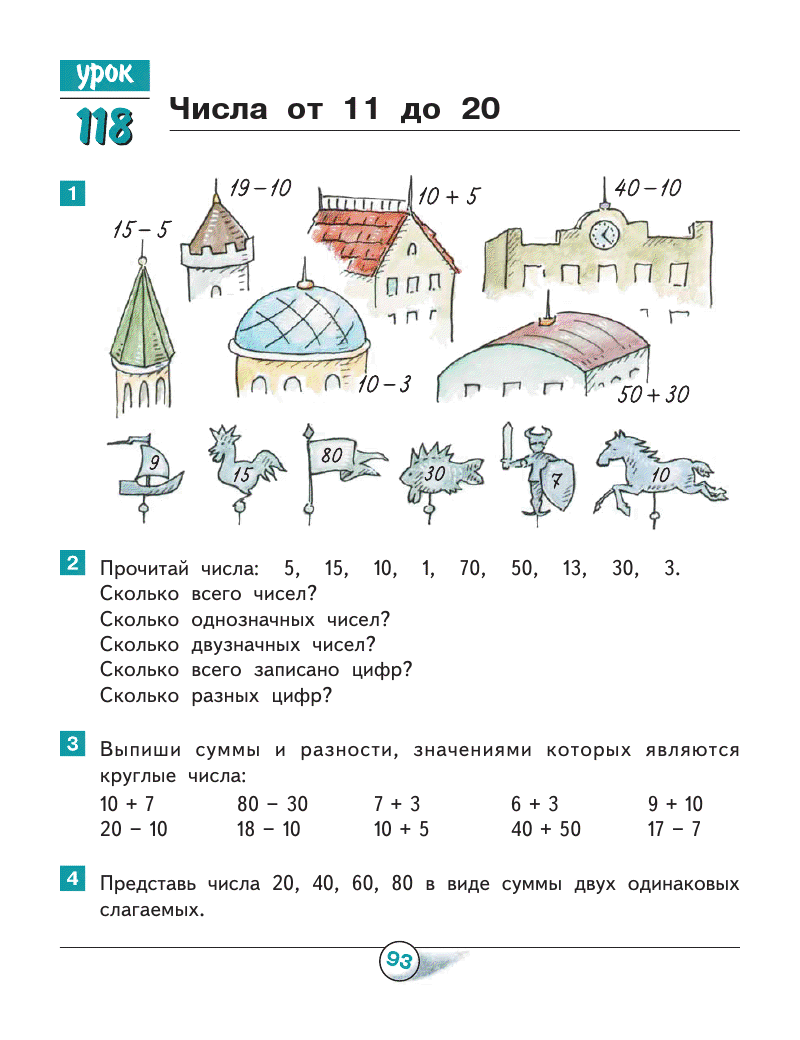 урок
118
Числа от 11 до 20
1
19 – 10
10 + 5
40 – 10
15 – 5
10 – 3
50 + 30
9
15
80
30
7
10
2
Прочитай числа: 5, 15, 10, 1, 70, 50, 13, 30, 3.
Сколько всего чисел?
Сколько однозначных чисел?
Сколько двузначных чисел?
Сколько всего записано цифр?
Сколько разных цифр?
3
Выпиши суммы и разности, значениями которых являются
круглые числа:
10 + 7 80 – 30 7 + 3 6 + 3 9 + 10
20 – 10 18 – 10 10 + 5 40 + 50 17 – 7
4
Представь числа 20, 40, 60, 80 в виде суммы двух одинаковых
слагаемых.
93